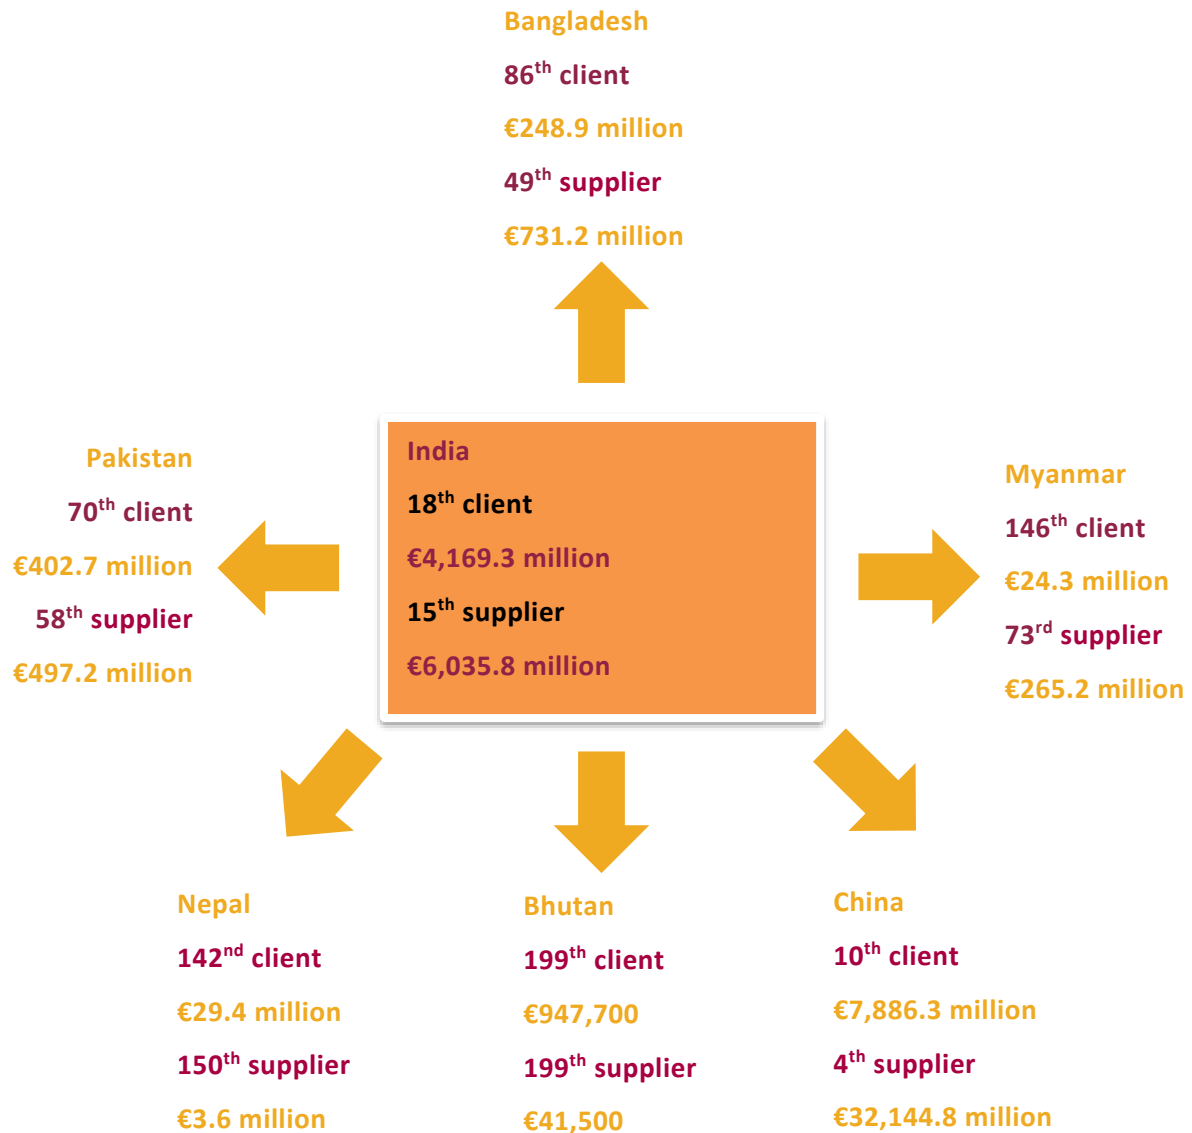 Bangladesh
86th client
€248.9 million
49th supplier
€731.2 million
Pakistan
70th client
€402.7 million
58th supplier
€497.2 million
India
18th client
€4,169.3 million
15th supplier
€6,035.8 million
Myanmar
146th client
€24.3 million
73rd supplier
€265.2 million
Nepal
142nd client
€29.4 million
150th supplier
€3.6 million
Bhutan
199th client
€947,700
199th supplier
€41,500
China
10th client
€7,886.3 million
4th supplier
€32,144.8 million